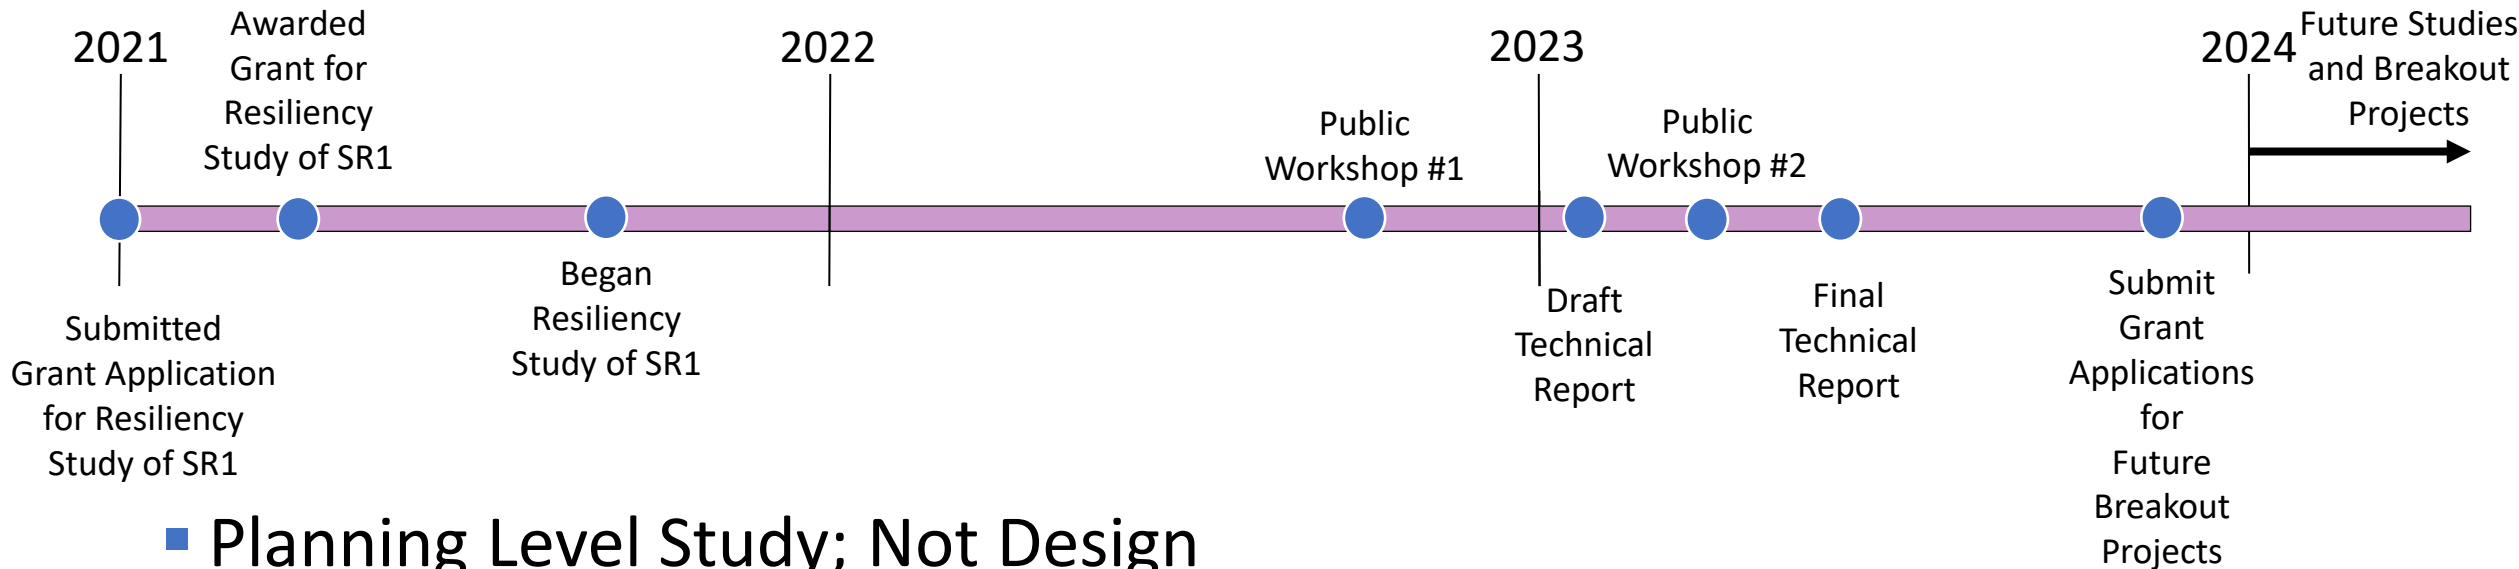 2021
Awarded
Grant for
Resiliency
Study of SR1
2022
2023
2024
Future Studies
and Breakout
Projects
Public
Workshop #1
Public
Workshop #2
Submitted
Grant Application
for Resiliency
Study of SR1
Began
Resiliency
Study of SR1
Draft
Technical
Report
Final
Technical
Report
Submit
Grant
Applications
for
Future
Breakout
Projects
Planning Level Study; Not Design